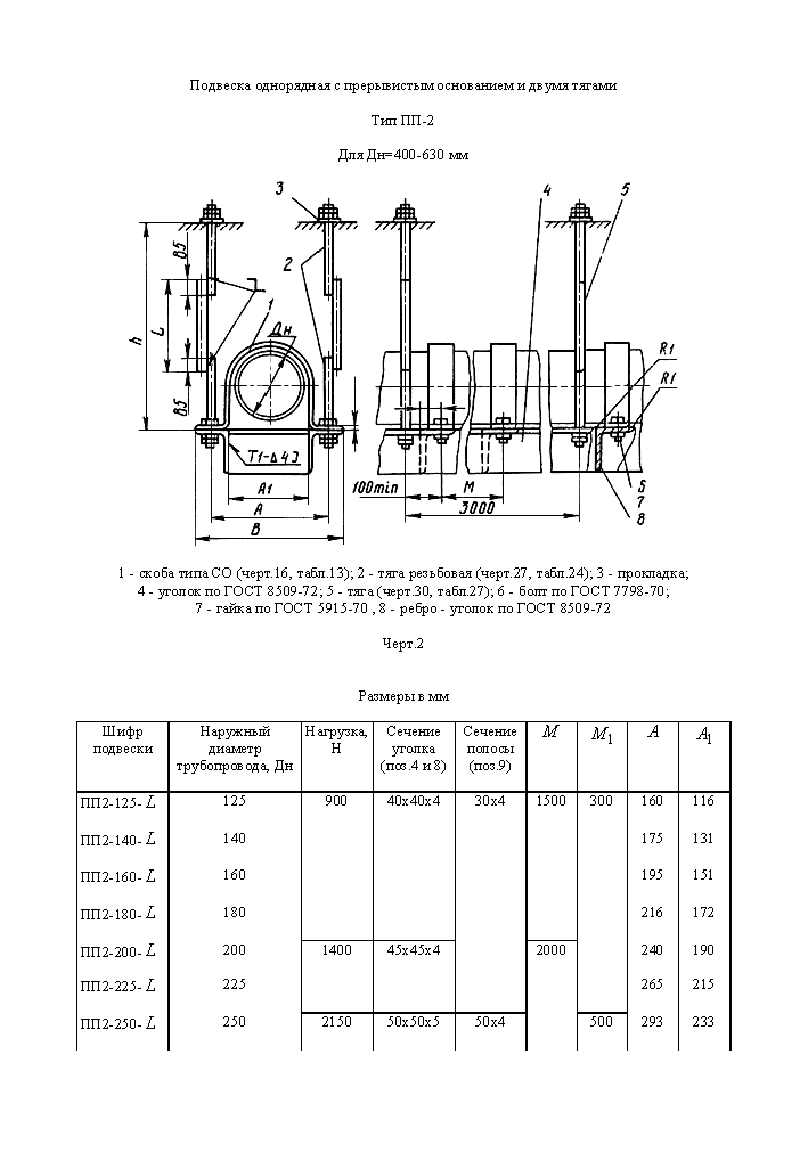 Подвеска однорядная с прерывистым основанием и двумя тягами
Тип ПП-2
Для Дн=400-630 мм
3
4
5
85
2
1
C
h
Дн
R1
R1
85
Т1-Δ4
А1
100min
М
6
А
3000
7
В
8
1 - скоба типа СО (черт.16, табл.13); 2 - тяга резьбовая (черт.27, табл.24); 3 - прокладка;
4 - уголок по ГОСТ 8509-72; 5 - тяга (черт.30, табл.27); 6 - болт по ГОСТ 7798-70;
7 - гайка по ГОСТ 5915-70 , 8 - ребро - уголок по ГОСТ 8509-72
Черт.2
Размеры в мм
Шифр подвески Наружный диаметр трубопровода, Дн Нагрузка, Н Сечение уголка (поз.4 и 8) Сечение полосы (поз.9) M M1 A A1
ПП2-125- L 125 900 40х40х4 30х4 1500 300 160 116
ПП2-140- L 140 175 131
ПП2-160- L 160 195 151
ПП2-180- L 180 216 172
ПП2-200- L 200 1400 45х45х4 2000 240 190
ПП2-225- L 225 265 215
ПП2-250- L 250 2150 50х50х5 50х4 500 293 233